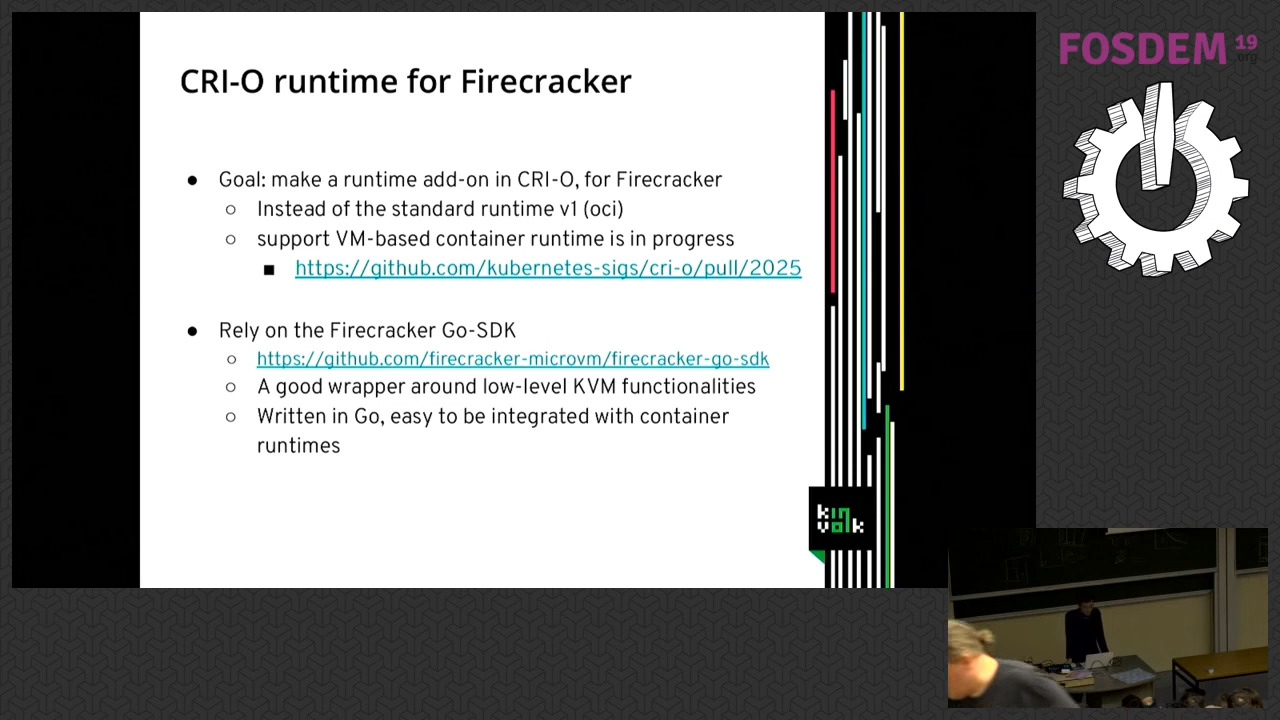 CRI-O runtime for Firecracker
● Goal: make a runtime add-on in CRI-O, for Firecracker
○ Instead of the standard runtime v1 (oci)
○ support VM-based container runtime is in progress
■ https://github.com/kubernetes-sigs/cri-o/pull/2025
● Rely on the Firecracker Go-SDK
○ https://github.com/firecracker-microvm/firecracker-go-sdk
○ A good wrapper around low-level KVM functionalities
○ Written in Go, easy to be integrated with container
runtimes
kin
volk
FOSDEM 19
.org